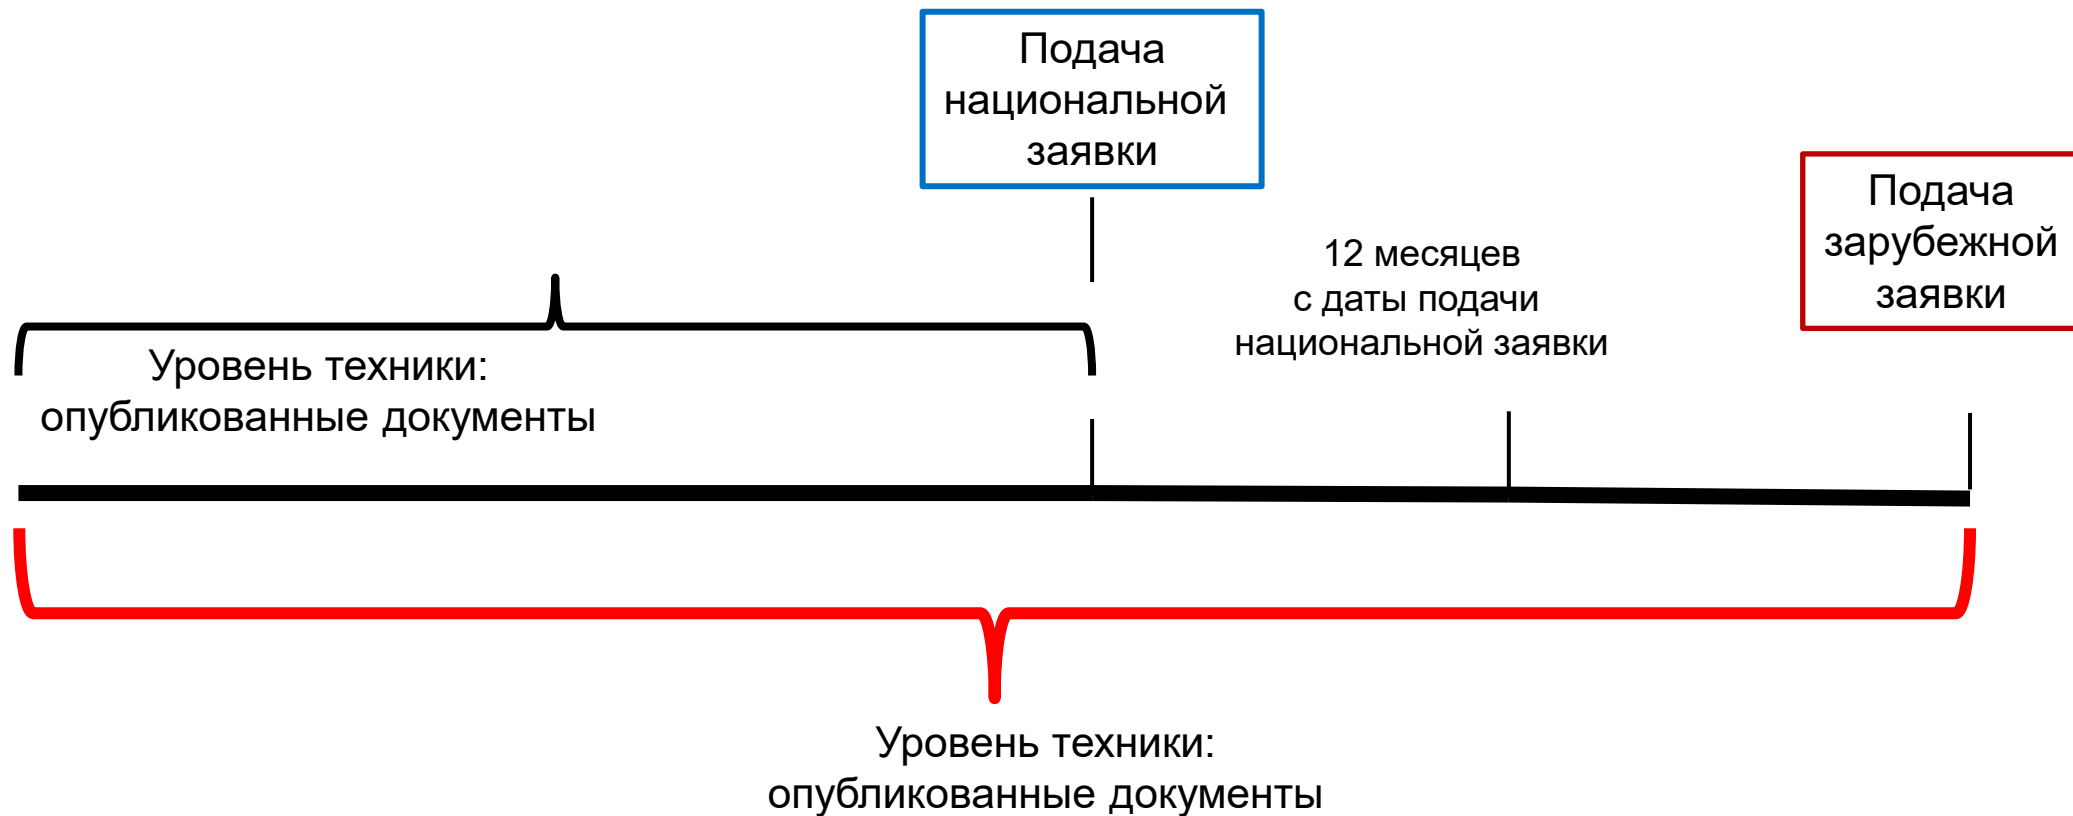 Подача
национальной
заявки
Подача
зарубежной
заявки
12 месяцев
с даты подачи
национальной заявки
Уровень техники:
опубликованные документы
Уровень техники:
опубликованные документы